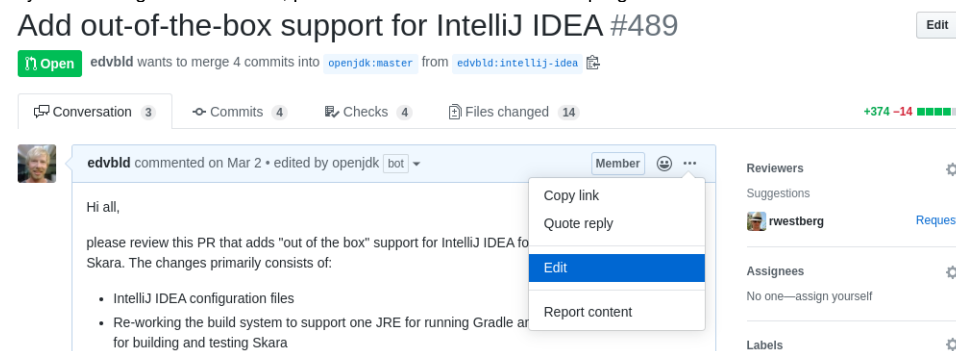 Add out-of-the-box support for IntelliJ IDEA #489
Edit
Open edvbld wants to merge 4 commits into openjdk:master from edvbld:intellij-idea
Conversation 3 Commits 4 Checks 4 Files changed 14 +374 −14
edvbld commented on Mar 2 • edited by openjdk bot Member
Copy link
Quote reply
Edit
Report content
Hi all,
please review this PR that adds "out of the box" support for IntelliJ IDEA fo
Skara. The changes primarily consists of:
• IntelliJ IDEA configuration files
• Re-working the build system to support one JRE for running Gradle an
for building and testing Skara
Reviewers
Suggestions
rwestberg Reques
Assignees
No one—assign yourself
Labels